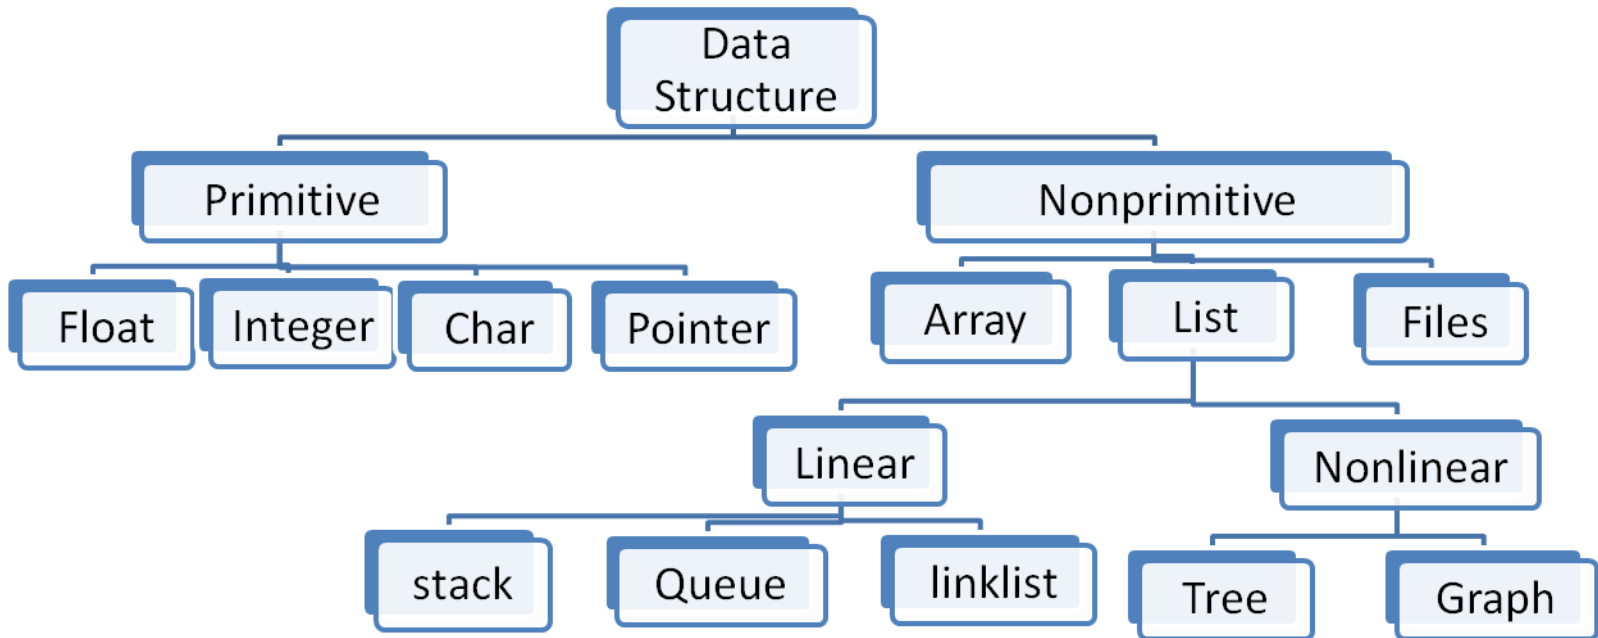 Data
Structure
Primitive
Nonprimitive
Float
Integer
Char
Pointer
Array
List
Files
Linear
Nonlinear
stack
Queue
linklist
Tree
Graph